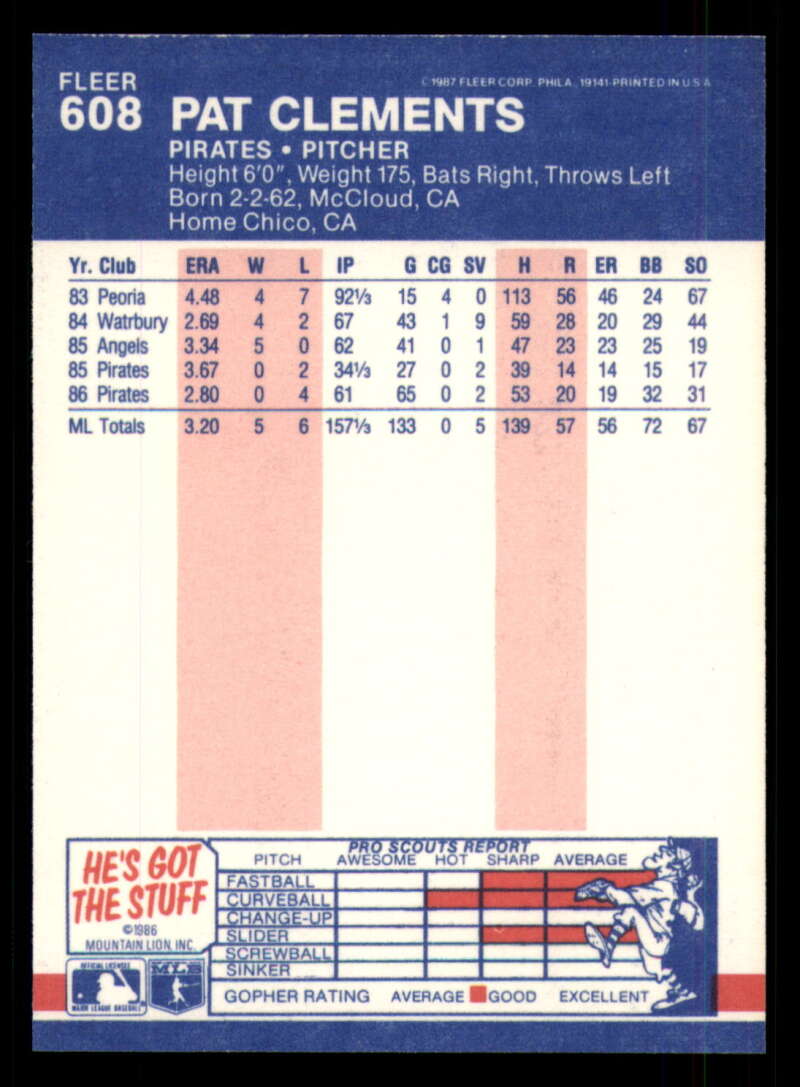 FLEER
©1987 FLEER CORP. PHILA. 19141-PRINTED IN U.S.A.
608 PAT CLEMENTS
PIRATES • PITCHER
Height 6'0", Weight 175, Bats Right, Throws Left
Born 2-2-62, McCloud, CA
Home Chico, CA
Yr. Club ERA W L IP G CG SV H R ER BB SO
83 Peoria 4.48 4 7 92⅓ 15 4 0 113 56 46 24 67
84 Watrbury 2.69 4 2 67 43 1 9 59 28 20 29 44
85 Angels 3.34 5 0 62 41 0 1 47 23 23 25 19
85 Pirates 3.67 0 2 34⅓ 27 0 2 39 14 14 15 17
86 Pirates 2.80 0 4 61 65 0 2 53 20 19 32 31
ML Totals 3.20 5 6 157⅓ 133 0 5 139 57 56 72 67
HE'S GOT
THE STUFF
©1986
MOUNTAIN LION, INC.
PRO SCOUTS REPORT
PITCH AWESOME HOT SHARP AVERAGE
FASTBALL
CURVEBALL
CHANGE-UP
SLIDER
SCREWBALL
SINKER
GOPHER RATING AVERAGE GOOD EXCELLENT
OFFICIAL LICENSEE
MAJOR LEAGUE BASEBALL
MLB